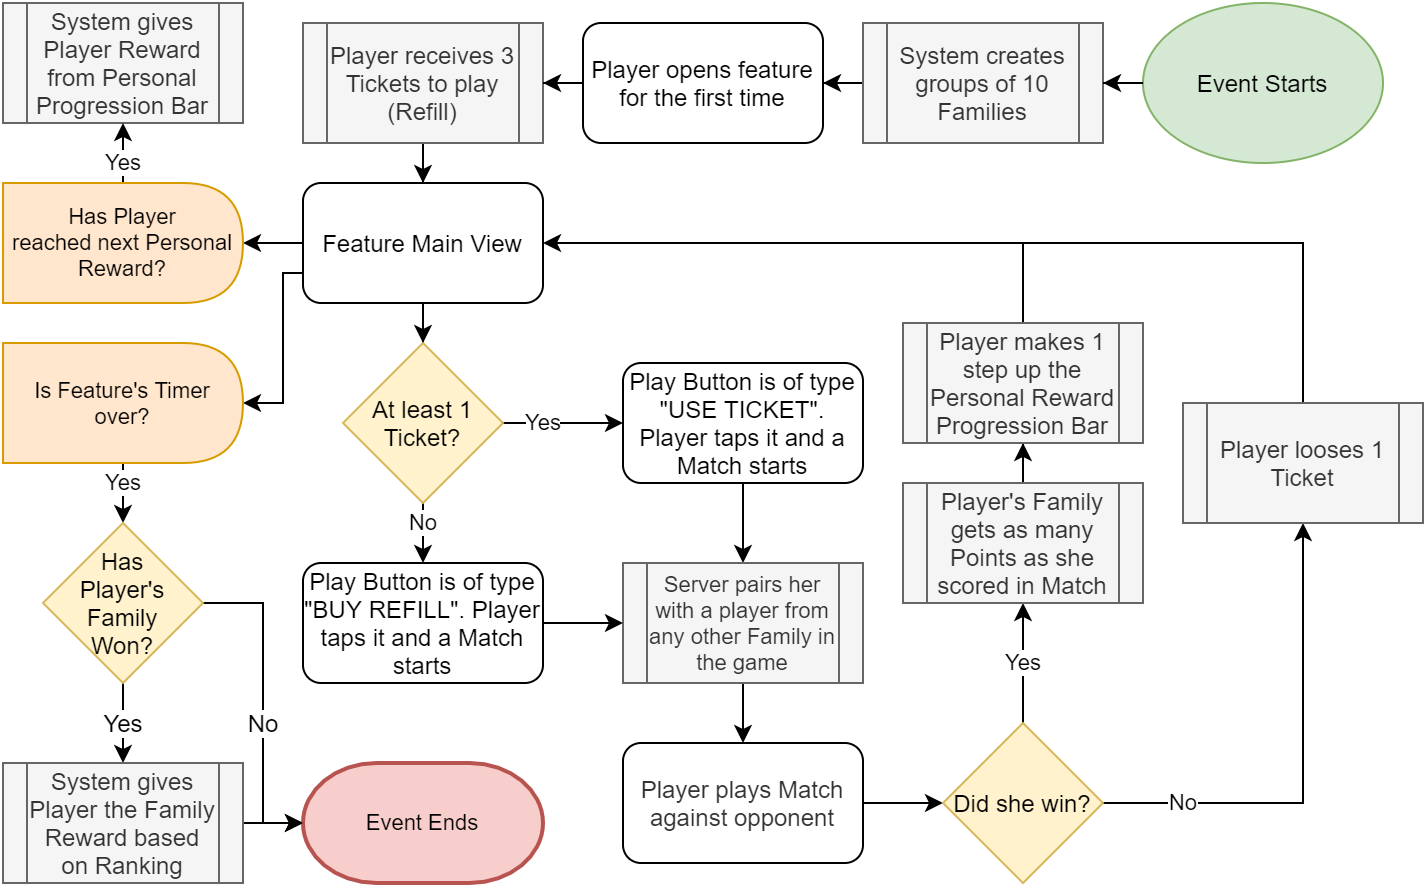 System gives
Player Reward
from Personal
Progression Bar
Player receives 3
Tickets to play
(Refill)
Player opens feature
for the first time
System creates
groups of 10
Families
Event Starts
Yes
Has Player
reached next Personal
Reward?
Feature Main View
Is Feature's Timer
over?
At least 1
Ticket?
Yes
Play Button is of type
"USE TICKET".
Player taps it and a
Match starts
Player makes 1
step up the
Personal Reward
Progression Bar
Player looses 1
Ticket
Yes
No
Player's Family
gets as many
Points as she
scored in Match
Has
Player's
Family
Won?
Play Button is of type
"BUY REFILL". Player
taps it and a Match
starts
Server pairs her
with a player from
any other Family in
the game
Yes
Yes
No
System gives
Player the Family
Reward based
on Ranking
Event Ends
Player plays Match
against opponent
Did she win?
No